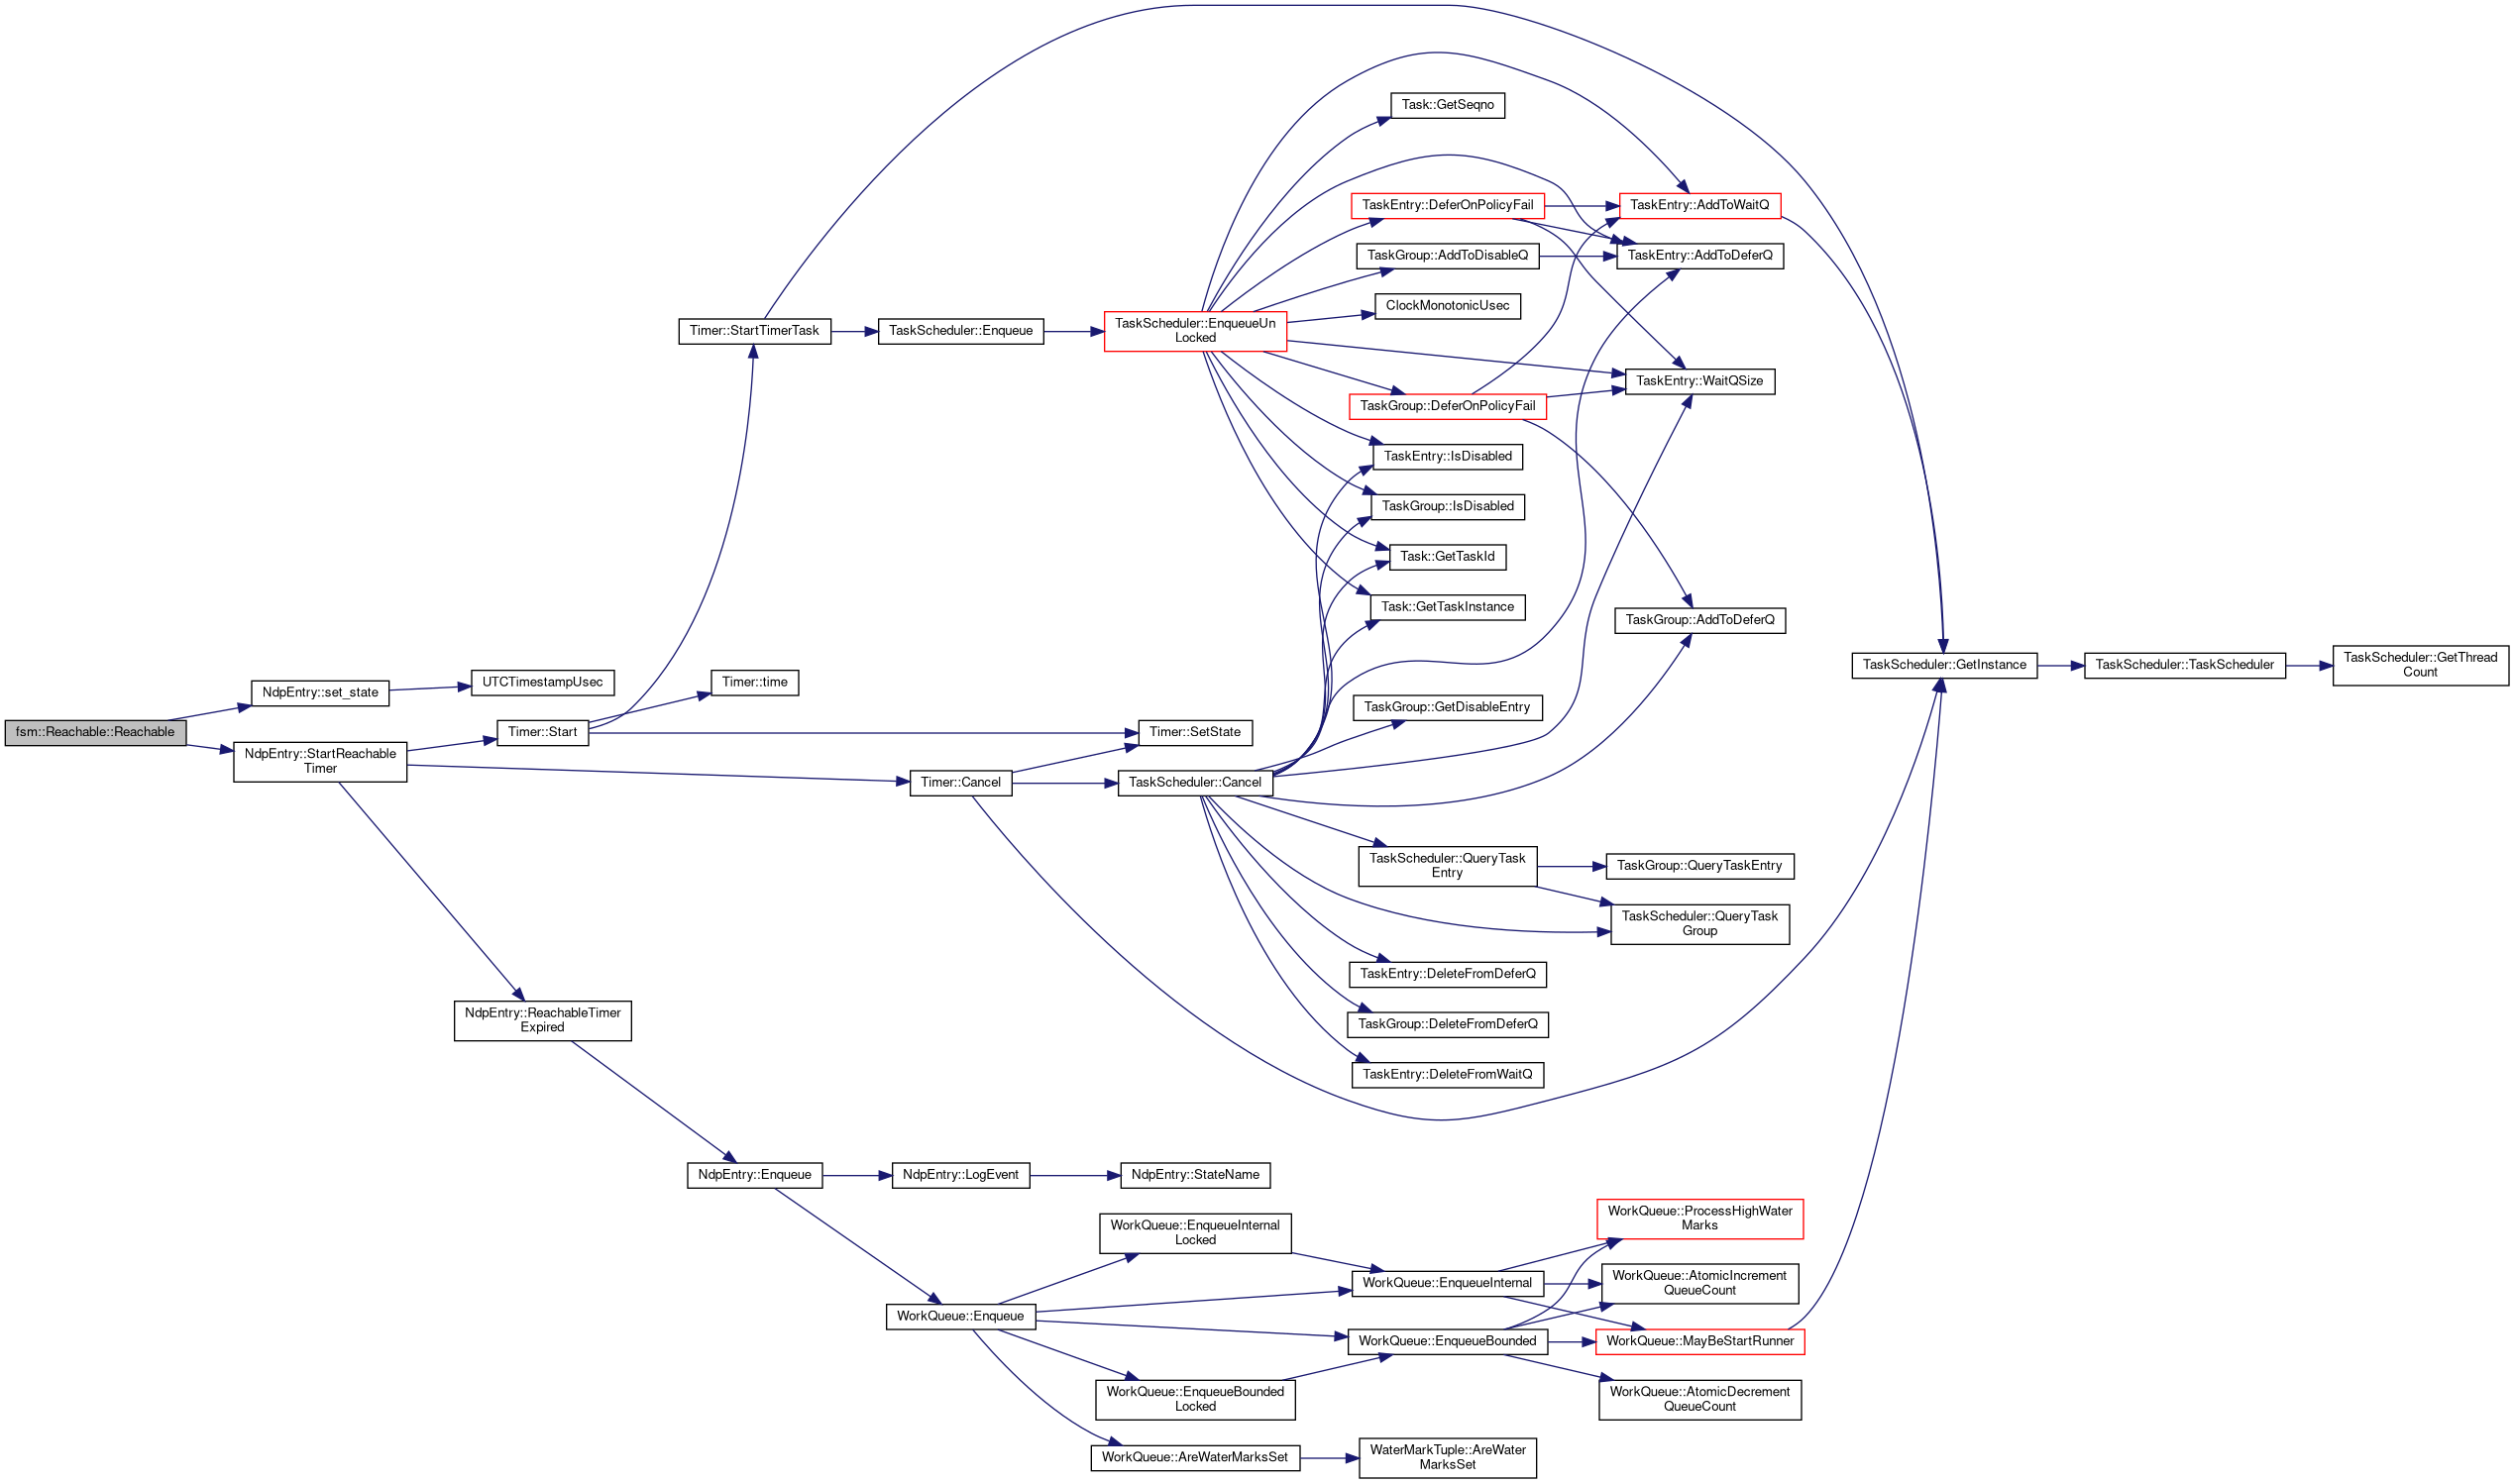 fsm::Reachable::Reachable
NdpEntry::set_state
UTCTimestampUsec
NdpEntry::StartReachable
Timer
Timer::Start
Timer::StartTimerTask
Timer::time
Timer::SetState
Timer::Cancel
TaskScheduler::Enqueue
TaskScheduler::EnqueueUn
Locked
Task::GetSeqno
TaskEntry::DeferOnPolicyFail
TaskGroup::AddToDisableQ
ClockMonotonicUsec
TaskGroup::DeferOnPolicyFail
TaskEntry::IsDisabled
TaskGroup::IsDisabled
Task::GetTaskId
Task::GetTaskInstance
TaskEntry::AddToWaitQ
TaskEntry::AddToDeferQ
TaskEntry::WaitQSize
TaskGroup::AddToDeferQ
TaskScheduler::GetInstance
TaskScheduler::TaskScheduler
TaskScheduler::GetThread
Count
TaskScheduler::Cancel
TaskGroup::GetDisableEntry
TaskScheduler::QueryTask
Entry
TaskGroup::QueryTaskEntry
TaskScheduler::QueryTask
Group
TaskEntry::DeleteFromDeferQ
TaskGroup::DeleteFromDeferQ
TaskEntry::DeleteFromWaitQ
NdpEntry::ReachableTimer
Expired
NdpEntry::Enqueue
NdpEntry::LogEvent
NdpEntry::StateName
WorkQueue::Enqueue
WorkQueue::EnqueueInternal
Locked
WorkQueue::EnqueueInternal
WorkQueue::EnqueueBounded
WorkQueue::EnqueueBounded
Locked
WorkQueue::AreWaterMarksSet
WaterMarkTuple::AreWater
MarksSet
WorkQueue::ProcessHighWater
Marks
WorkQueue::AtomicIncrement
QueueCount
WorkQueue::MayBeStartRunner
WorkQueue::AtomicDecrement
QueueCount